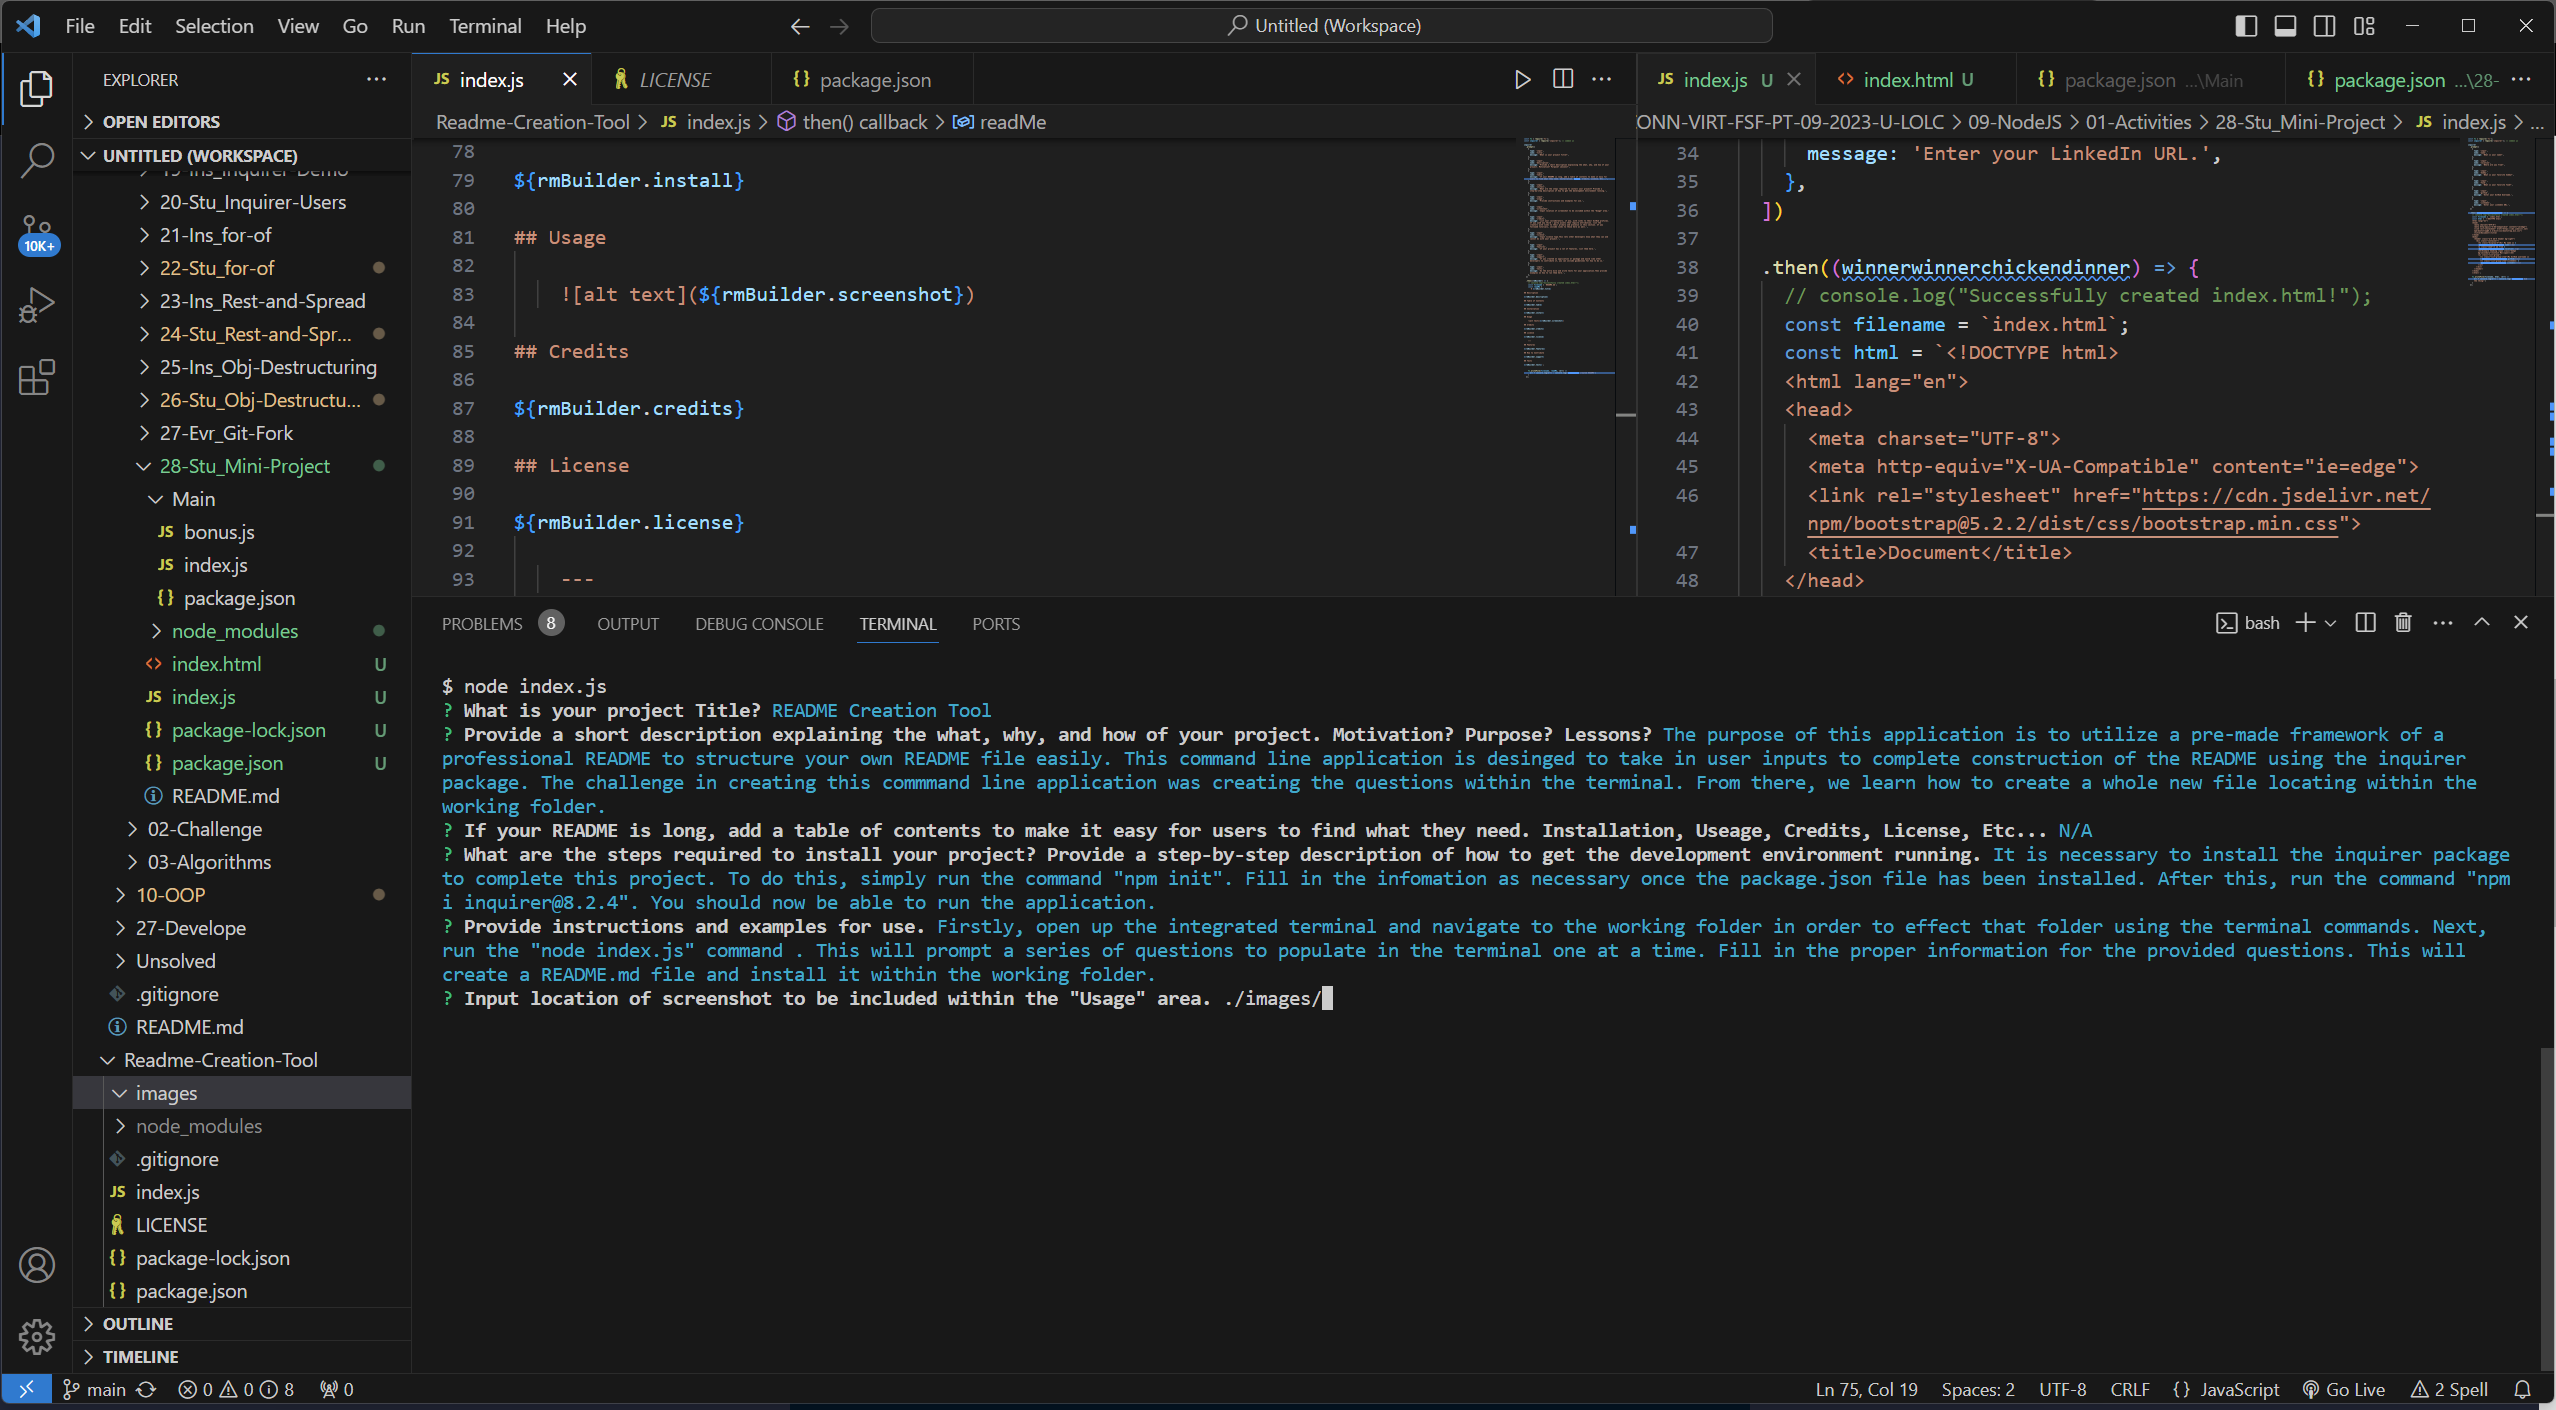 File Edit Selection View Go Run Terminal Help
Untitled (Workspace)
EXPLORER
OPEN EDITORS
UNTITLED (WORKSPACE)
19-Ins_Inquirer-Demo
20-Stu_Inquirer-Users
21-Ins_for-of
22-Stu_for-of
23-Ins_Rest-and-Spread
24-Stu_Rest-and-Spr...
25-Ins_Obj-Destructuring
26-Stu_Obj-Destructu...
27-Evr_Git-Fork
28-Stu_Mini-Project
Main
JS bonus.js
JS index.js
{} package.json
node_modules
<> index.html U
JS index.js U
{} package-lock.json U
{} package.json U
README.md
02-Challenge
03-Algorithms
10-OOP
27-Develope
Unsolved
.gitignore
README.md
Readme-Creation-Tool
images
node_modules
.gitignore
JS index.js
LICENSE
{} package-lock.json
{} package.json
OUTLINE
TIMELINE
10K+
JS index.js LICENSE {} package.json
Readme-Creation-Tool > JS index.js > then() callback > readMe
78
79 ${rmBuilder.install}
80
81 ## Usage
82
83 ![alt text](${rmBuilder.screenshot})
84
85 ## Credits
86
87 ${rmBuilder.credits}
88
89 ## License
90
91 ${rmBuilder.license}
92
93 ---
JS index.js U <> index.html U {} package.json ...\Main {} package.json ...\28-
ONN-VIRT-FSF-PT-09-2023-U-LOLC > 09-NodeJS > 01-Activities > 28-Stu_Mini-Project > JS index.js > ...
34 message: 'Enter your LinkedIn URL.',
35 },
36 ])
37
38 .then((winnerwinnerchickendinner) => {
39 // console.log("Successfully created index.html!");
40 const filename = `index.html`;
41 const html = `<!DOCTYPE html>
42 <html lang="en">
43 <head>
44 <meta charset="UTF-8">
45 <meta http-equiv="X-UA-Compatible" content="ie=edge">
46 <link rel="stylesheet" href="https://cdn.jsdelivr.net/
npm/bootstrap@5.2.2/dist/css/bootstrap.min.css">
47 <title>Document</title>
48 </head>
PROBLEMS 8 OUTPUT DEBUG CONSOLE TERMINAL PORTS
bash
$ node index.js
? What is your project Title? README Creation Tool
? Provide a short description explaining the what, why, and how of your project. Motivation? Purpose? Lessons? The purpose of this application is to utilize a pre-made framework of a
professional README to structure your own README file easily. This command line application is desinged to take in user inputs to complete construction of the README using the inquirer
package. The challenge in creating this commmand line application was creating the questions within the terminal. From there, we learn how to create a whole new file locating within the
working folder.
? If your README is long, add a table of contents to make it easy for users to find what they need. Installation, Useage, Credits, License, Etc... N/A
? What are the steps required to install your project? Provide a step-by-step description of how to get the development environment running. It is necessary to install the inquirer package
to complete this project. To do this, simply run the command "npm init". Fill in the infomation as necessary once the package.json file has been installed. After this, run the command "npm
i inquirer@8.2.4". You should now be able to run the application.
? Provide instructions and examples for use. Firstly, open up the integrated terminal and navigate to the working folder in order to effect that folder using the terminal commands. Next,
run the "node index.js" command . This will prompt a series of questions to populate in the terminal one at a time. Fill in the proper information for the provided questions. This will
create a README.md file and install it within the working folder.
? Input location of screenshot to be included within the "Usage" area. ./images/
main 0 0 8 0
Ln 75, Col 19 Spaces: 2 UTF-8 CRLF {} JavaScript Go Live 2 Spell